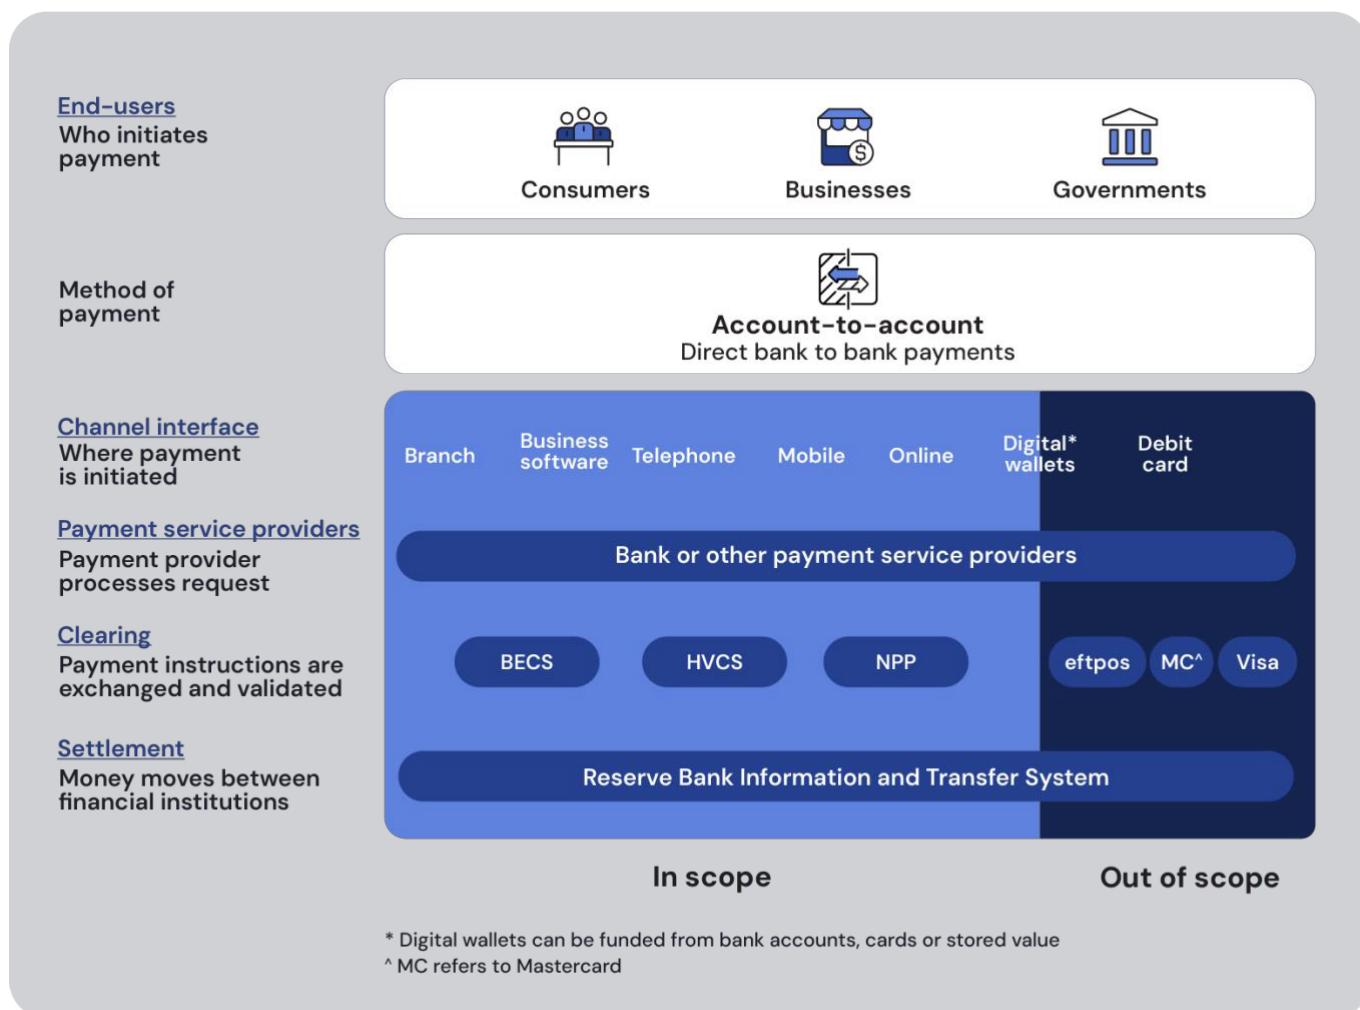 End-users
Who initiates
payment
Consumers
Businesses
Governments
Method of
payment
Account-to-account
Direct bank to bank payments
Channel interface
Where payment
is initiated
Branch
Business
software
Telephone
Mobile
Online
Digital*
wallets
Debit
card
Payment service providers
Payment provider
processes request
Bank or other payment service providers
Clearing
Payment instructions are
exchanged and validated
BECS
HVCS
NPP
eftpos
MC^
Visa
Settlement
Money moves between
financial institutions
Reserve Bank Information and Transfer System
In scope
Out of scope
* Digital wallets can be funded from bank accounts, cards or stored value
^ MC refers to Mastercard